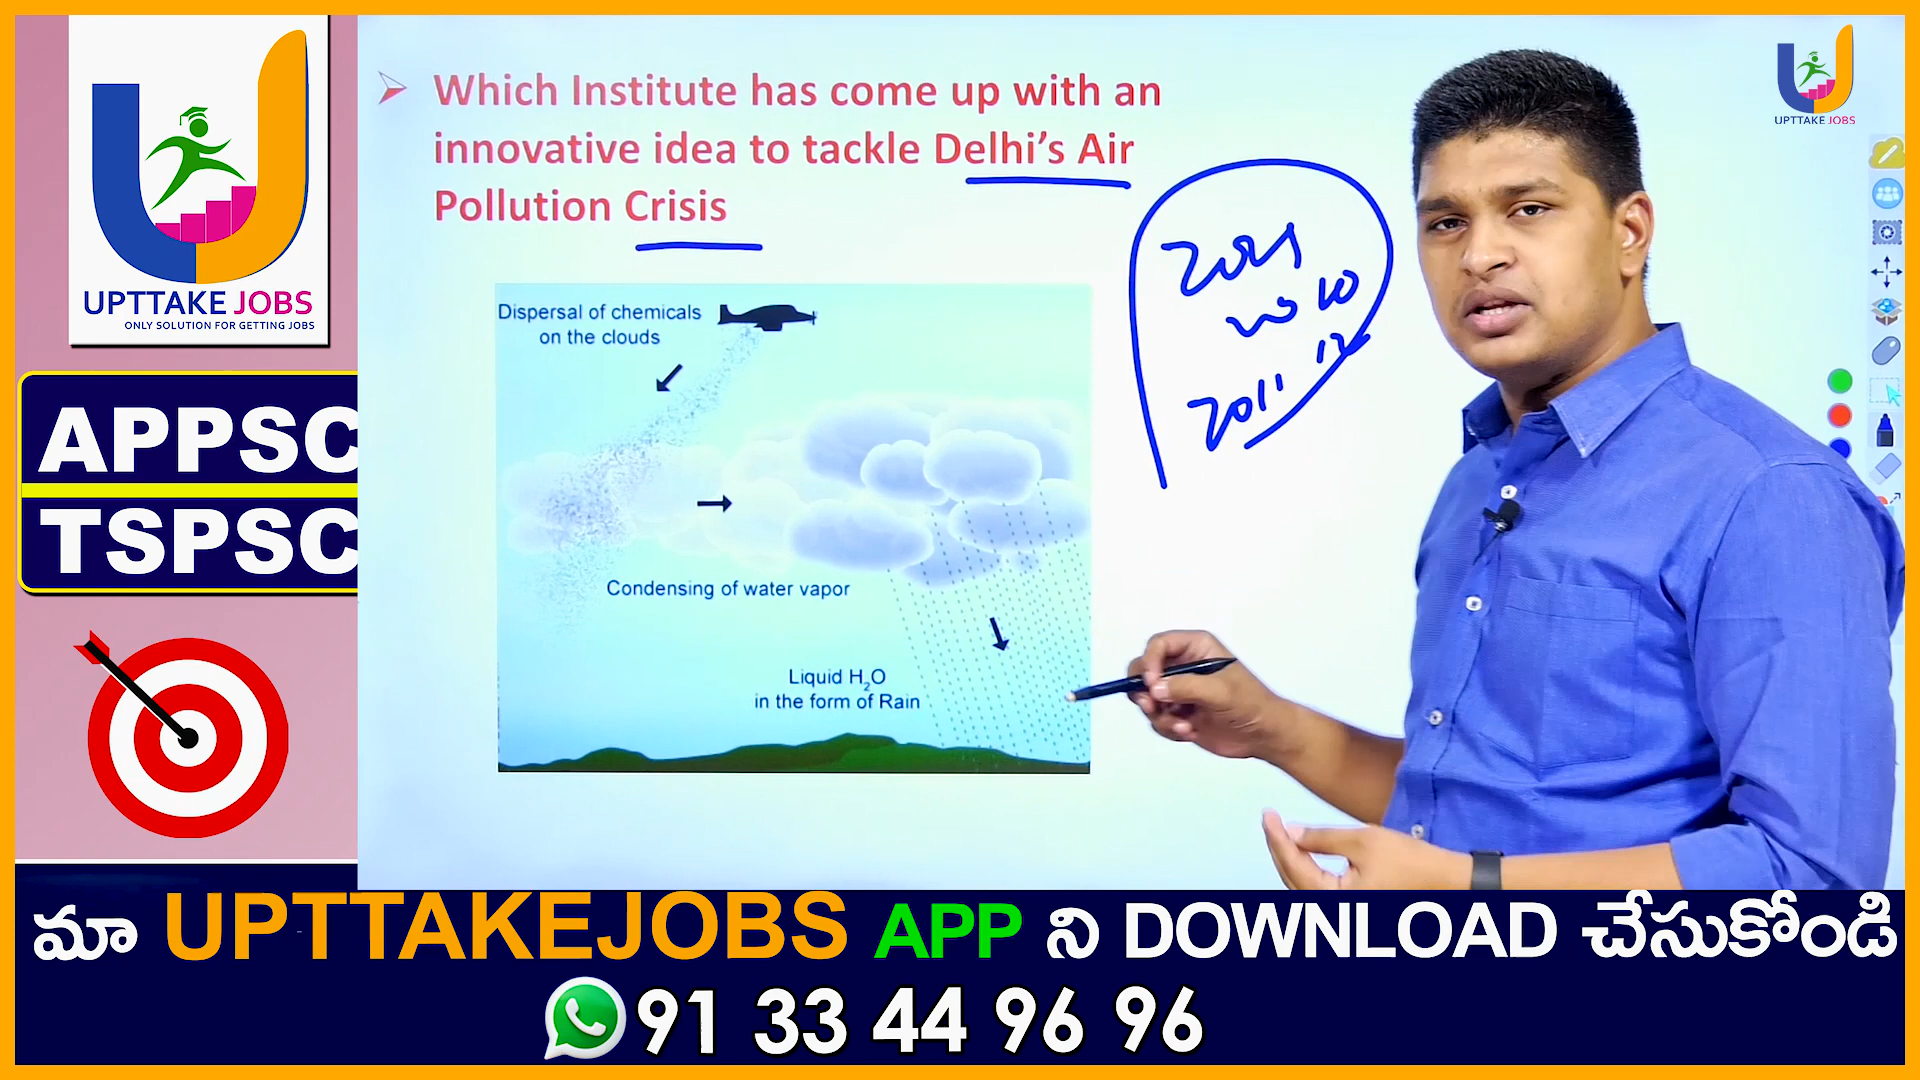 UPTTAKE JOBS
ONLY SOLUTION FOR GETTING JOBS
APPSC
TSPSC
Which Institute has come up with an
innovative idea to tackle Delhi's Air
Pollution Crisis
Dispersal of chemicals
on the clouds
Condensing of water vapor
Liquid H₂O
in the form of Rain
2011
UPTTAKE JOBS
మా UPTTAKEJOBS APP ని DOWNLOAD చేసుకోండి
91 33 44 96 96